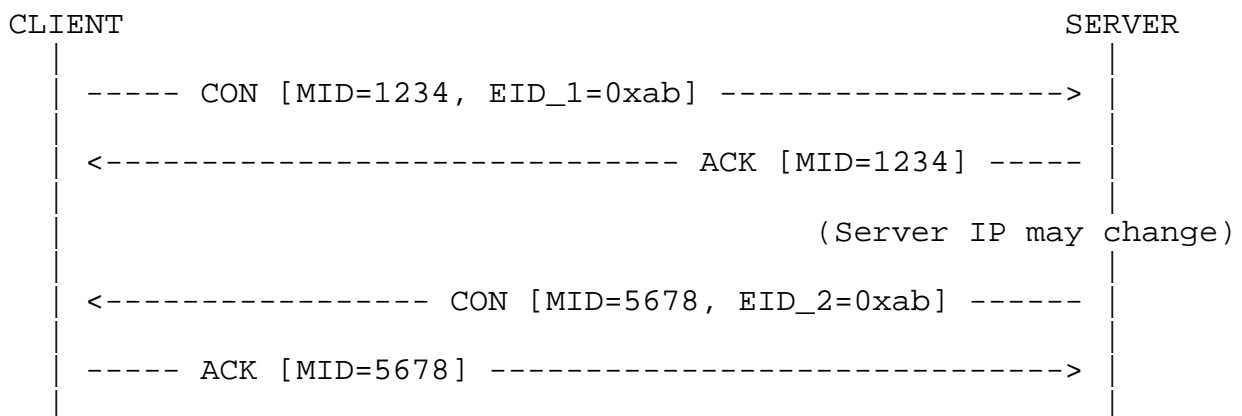 CLIENT SERVER
----- CON [MID=1234, EID_1=0xab] ------------------>
<------------------------------ ACK [MID=1234] -----
(Server IP may change)
<----------------- CON [MID=5678, EID_2=0xab] ------
----- ACK [MID=5678] ------------------------------>